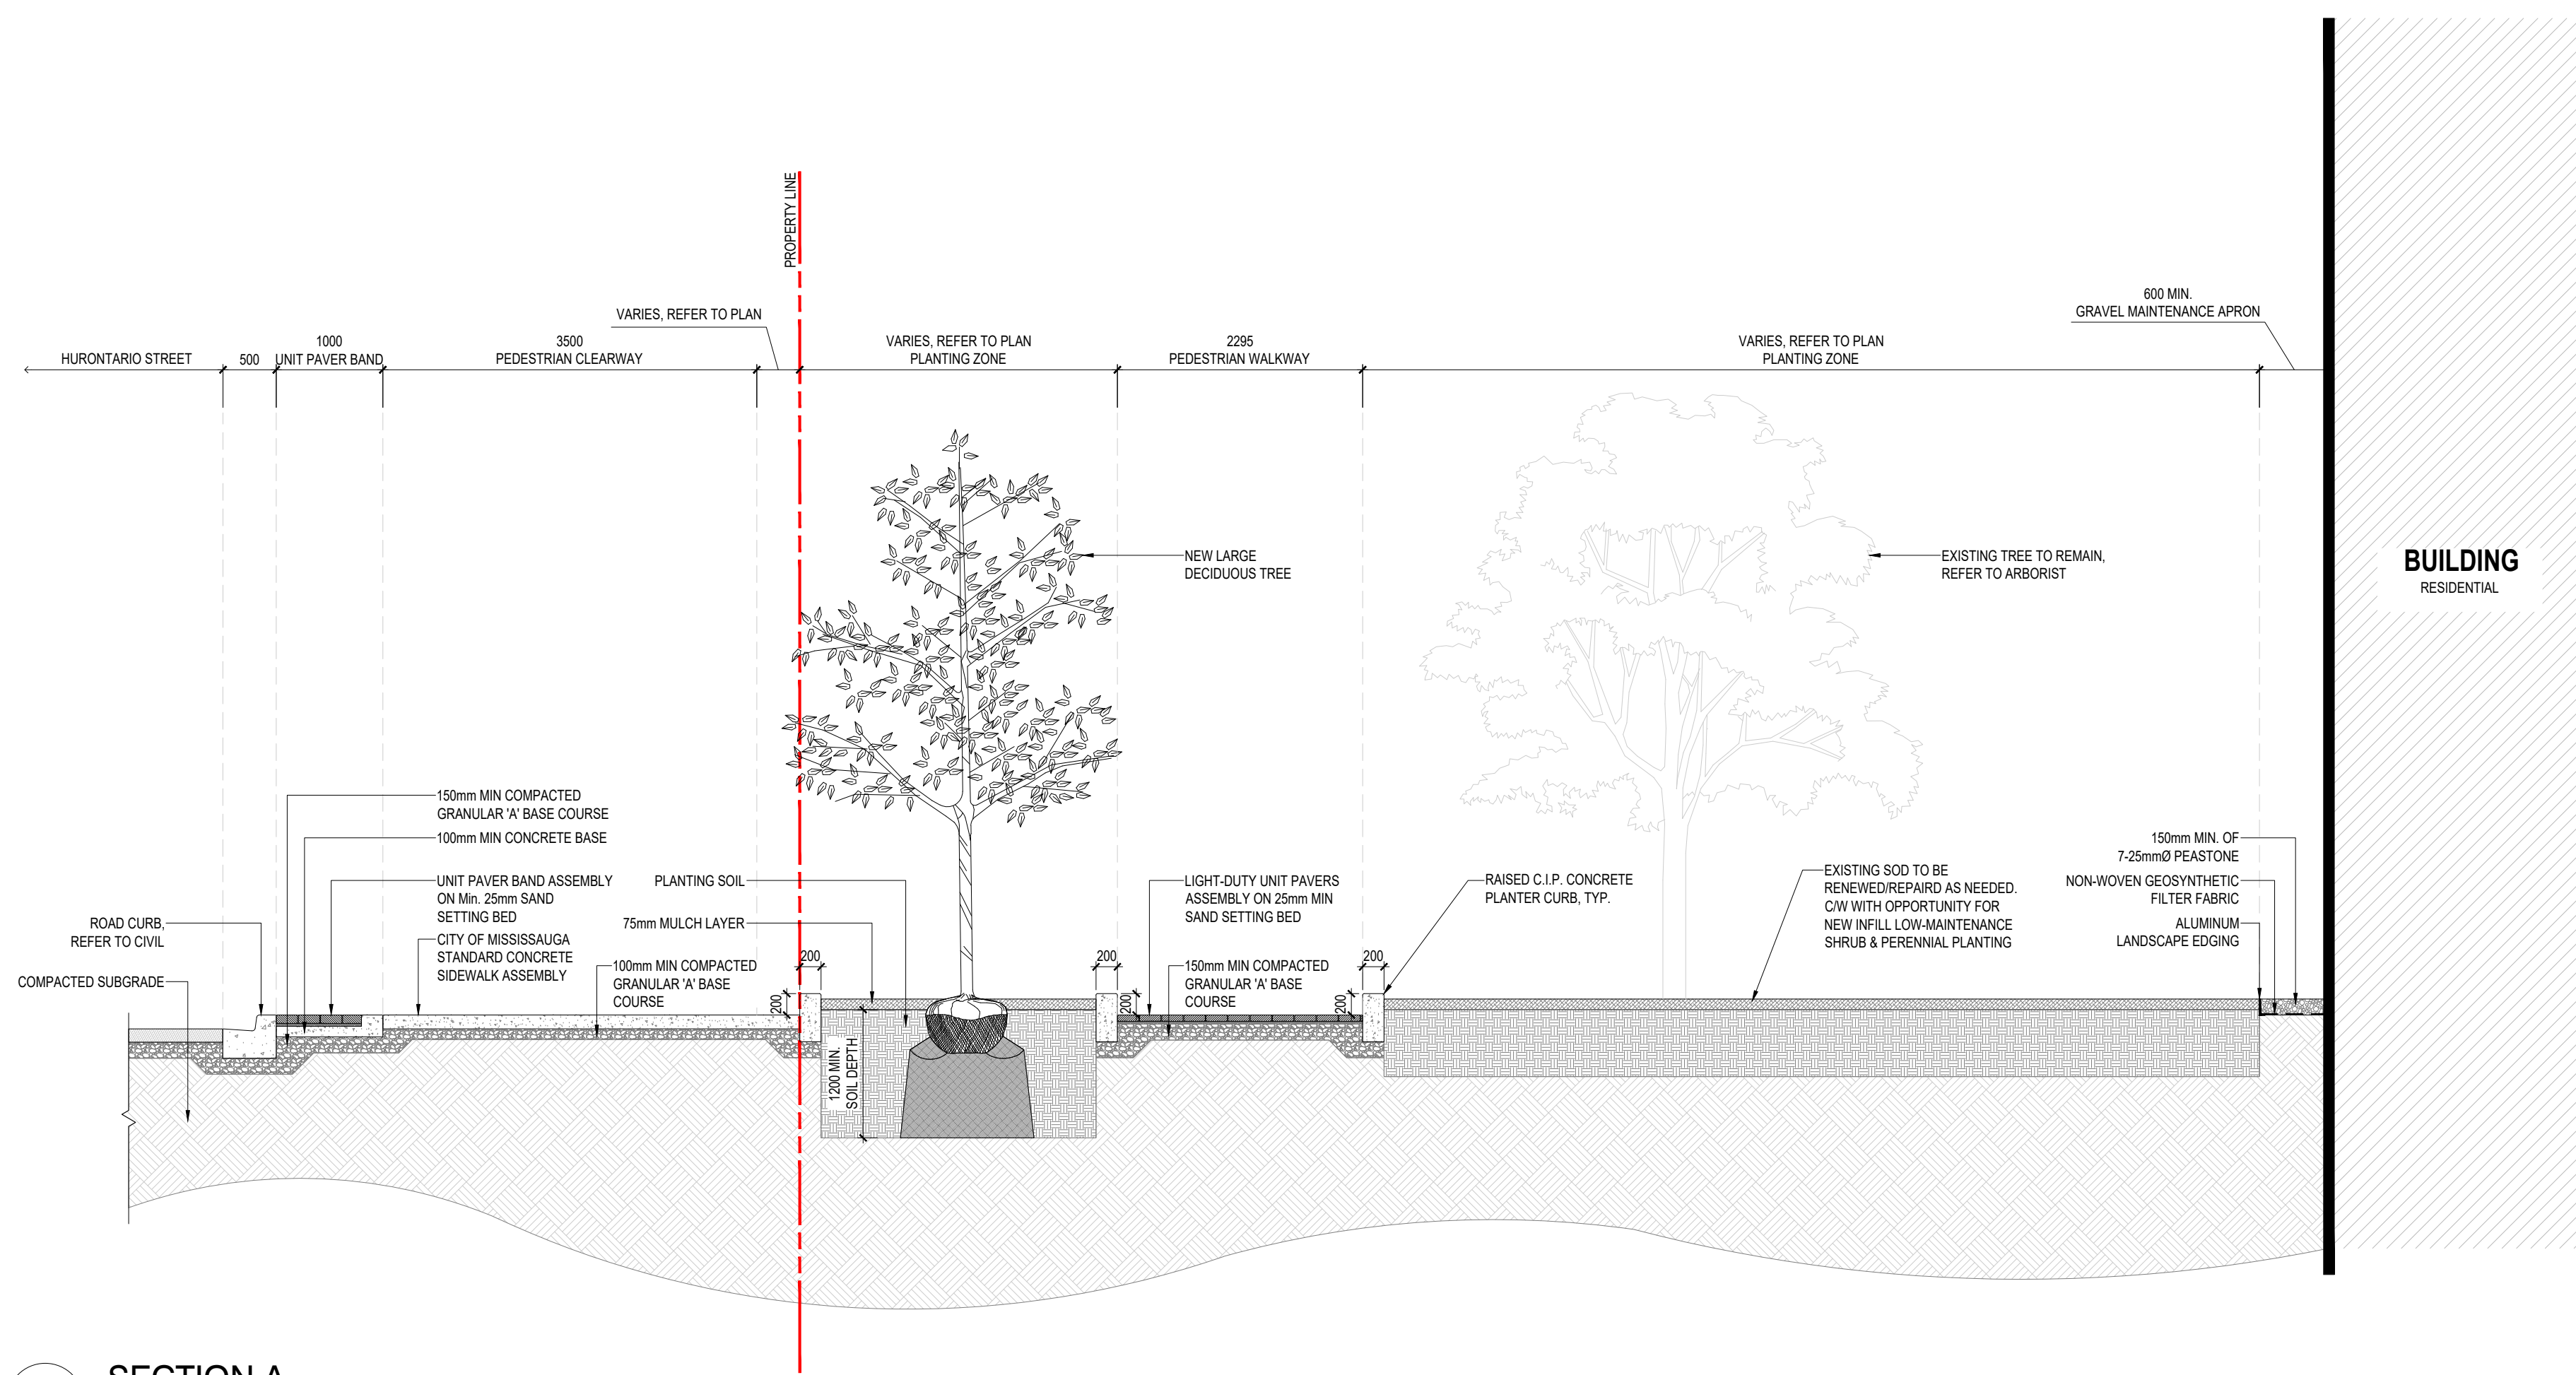 PROPERTY LINE
600 MIN.
GRAVEL MAINTENANCE APRON
VARIES, REFER TO PLAN
HURONTARIO STREET
500
1000
UNIT PAVER BAND
3500
PEDESTRIAN CLEARWAY
VARIES, REFER TO PLAN
PLANTING ZONE
2295
PEDESTRIAN WALKWAY
VARIES, REFER TO PLAN
PLANTING ZONE
NEW LARGE
DECIDUOUS TREE
EXISTING TREE TO REMAIN,
REFER TO ARBORIST
BUILDING
RESIDENTIAL
150mm MIN COMPACTED
GRANULAR 'A' BASE COURSE
100mm MIN CONCRETE BASE
UNIT PAVER BAND ASSEMBLY
ON Min. 25mm SAND
SETTING BED
CITY OF MISSISSAUGA
STANDARD CONCRETE
SIDEWALK ASSEMBLY
ROAD CURB,
REFER TO CIVIL
COMPACTED SUBGRADE
PLANTING SOIL
75mm MULCH LAYER
100mm MIN COMPACTED
GRANULAR 'A' BASE
COURSE
200
200
1200 MIN.
SOIL DEPTH
200
200
LIGHT-DUTY UNIT PAVERS
ASSEMBLY ON 25mm MIN
SAND SETTING BED
150mm MIN COMPACTED
GRANULAR 'A' BASE
COURSE
200
200
RAISED C.I.P. CONCRETE
PLANTER CURB, TYP.
EXISTING SOD TO BE
RENEWED/REPAIRD AS NEEDED.
C/W WITH OPPORTUNITY FOR
NEW INFILL LOW-MAINTENANCE
SHRUB & PERENNIAL PLANTING
150mm MIN. OF
7-25mmØ PEASTONE
NON-WOVEN GEOSYNTHETIC
FILTER FABRIC
ALUMINUM
LANDSCAPE EDGING
SECTION A